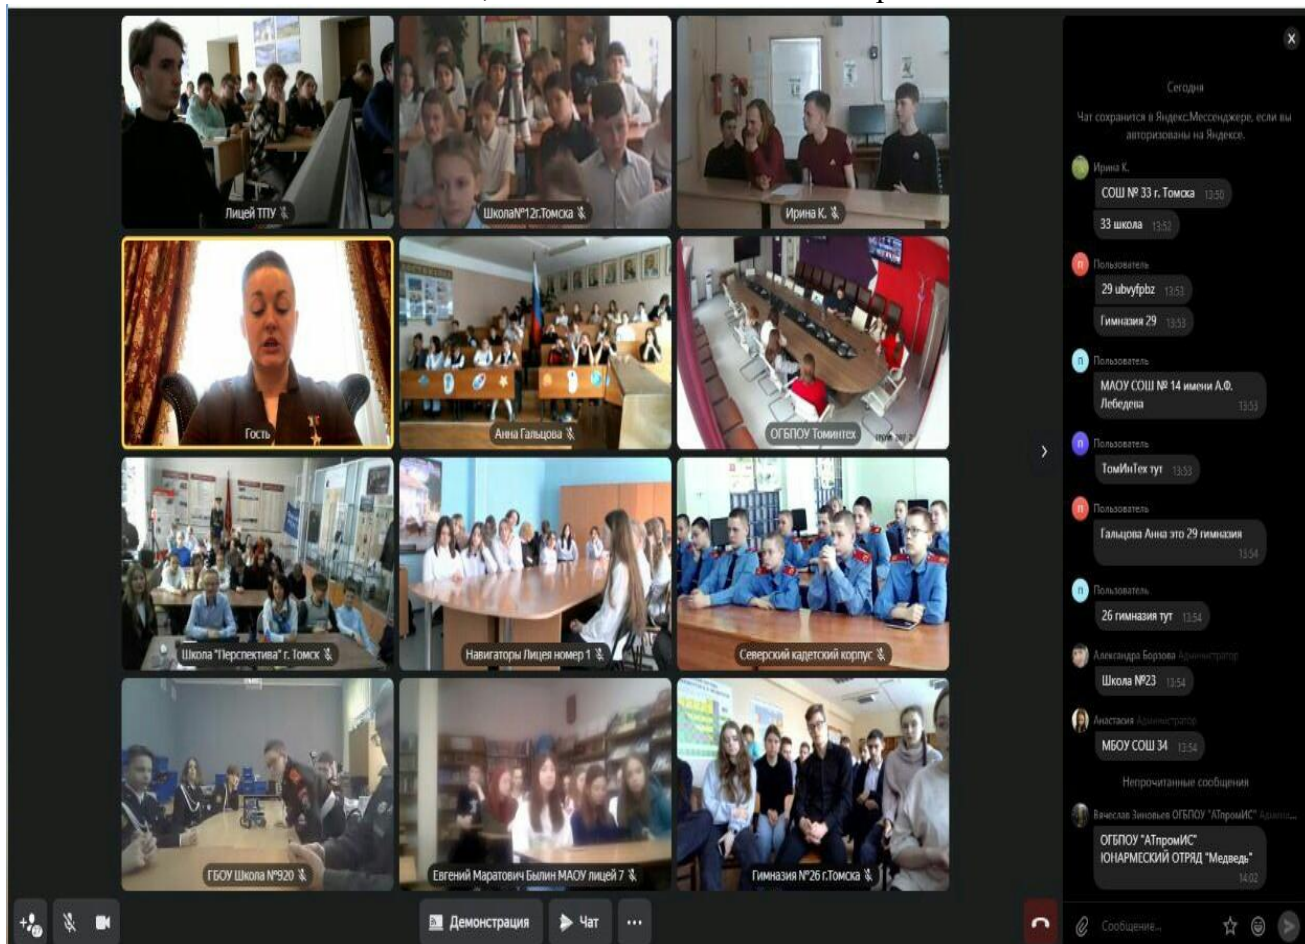 Лицей ТПУ
Школа№12г.Томска
Ирина К.
Гость
Анна Гальцова
ОГБПОУ Томинтех
Школа "Перспектива" г. Томск
Навигаторы Лицея номер 1
Северский кадетский корпус
ГБОУ Школа №920
Евгений Маратович Былин МАОУ лицей 7
Гимназия №26 г.Томска
Демонстрация
Чат
Сегодня
Чат сохранится в Яндекс.Мессенджере, если вы
авторизованы на Яндексе.
Ирина К.
СОШ № 33 г. Томска 13:50
33 школа 13:52
Пользователь
29 ubvyfpbz 13:53
Гимназия 29 13:53
Пользователь
МАОУ СОШ № 14 имени А.Ф.
Лебедева 13:53
Пользователь
ТомИнТех тут 13:53
Пользователь
Гальцова Анна это 29 гимназия
13:54
Пользователь
26 гимназия тут 13:54
Александра Борзова Администратор
Школа №23 13:54
Анастасия Администратор
МБОУ СОШ 34 13:54
Непрочитанные сообщения
Вячеслав Зиновьев ОГБПОУ "АТпромИС" Админи...
ОГБПОУ "АТпромИС"
ЮНАРМЕСКИЙ ОТРЯД "Медведь"
14:02
Сообщение...